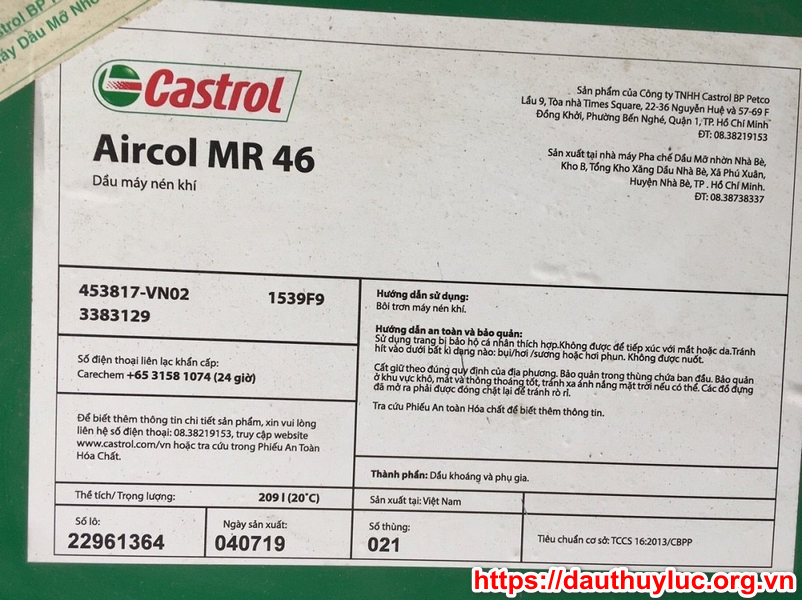 strol BP
áy Dầu Mỡ Nhờ
Castrol
Aircol MR 46
Dầu máy nén khí
Sản phẩm của Công ty TNHH Castrol BP Petco
Lầu 9, Tòa nhà Times Square, 22-36 Nguyễn Huệ và 57-69 F
Đồng Khởi, Phường Bến Nghé, Quận 1, TP. Hồ Chí Minh
ĐT: 08.38219153
Sản xuất tại nhà máy Pha chế Dầu Mỡ nhờn Nhà Bè,
Kho B, Tổng Kho Xăng Dầu Nhà Bè, Xã Phú Xuân,
Huyện Nhà Bè, TP . Hồ Chí Minh.
ĐT: 08.38738337
453817-VN02
1539F9
3383129
Số điện thoại liên lạc khẩn cấp:
Carechem +65 3158 1074 (24 giờ)
Để biết thêm thông tin chi tiết sản phẩm, xin vui lòng
liên hệ số điện thoại: 08.38219153, truy cập website
www.castrol.com/vn hoặc tra cứu trong Phiếu An Toàn
Hóa Chất.
Hướng dẫn sử dụng:
Bôi trơn máy nén khí.
Hướng dẫn an toàn và bảo quản:
Sử dụng trang bị bảo hộ cá nhân thích hợp.Không được để tiếp xúc với mắt hoặc da.Tránh
hít vào dưới bất kì dạng nào: bụi/hơi /sương hoặc hơi phun. Không được nuốt.
Cất giữ theo đúng quy định của địa phương. Bảo quản trong thùng chứa ban đầu. Bảo quản
ở khu vực khô, mát và thông thoáng tốt, tránh xa ánh nắng mặt trời nếu có thể. Các đồ đựng
đã mở ra phải được đóng chặt lại để tránh rò rỉ.
Tra cứu Phiếu An toàn Hóa chất để biết thêm thông tin.
Thành phần: Dầu khoáng và phụ gia.
Thể tích/ Trọng lượng: 209 l (20°C)
Sản xuất tại: Việt Nam
Số lô:
22961364
Ngày sản xuất:
040719
Số thùng:
021
Tiêu chuẩn cơ sở: TCCS 16:2013/CBPP
https://dauthuyluc.org.vn